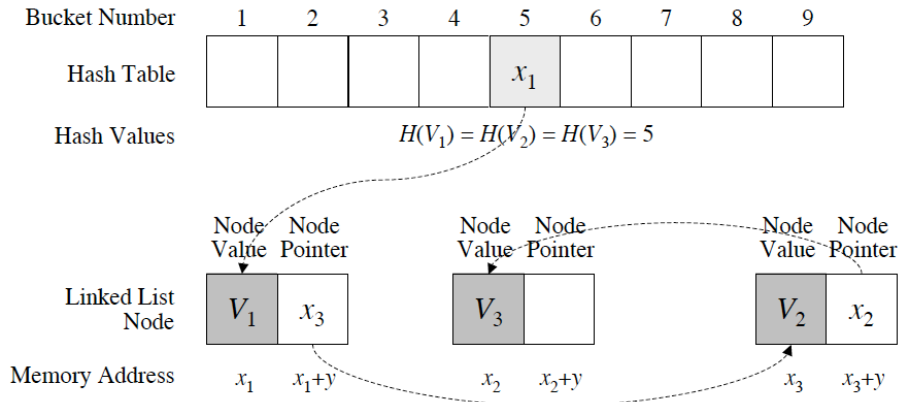 Bucket Number 1 2 3 4 5 6 7 8 9
Hash Table x₁
Hash Values H(V₁) = H(V₂) = H(V₃) = 5
Node Node Node Node Node Node
Value Pointer Value Pointer Value Pointer
Linked List
Node
V₁ x₃ V₃ V₂ x₂
Memory Address x₁ x₁+y x₂ x₂+y x₃ x₃+y